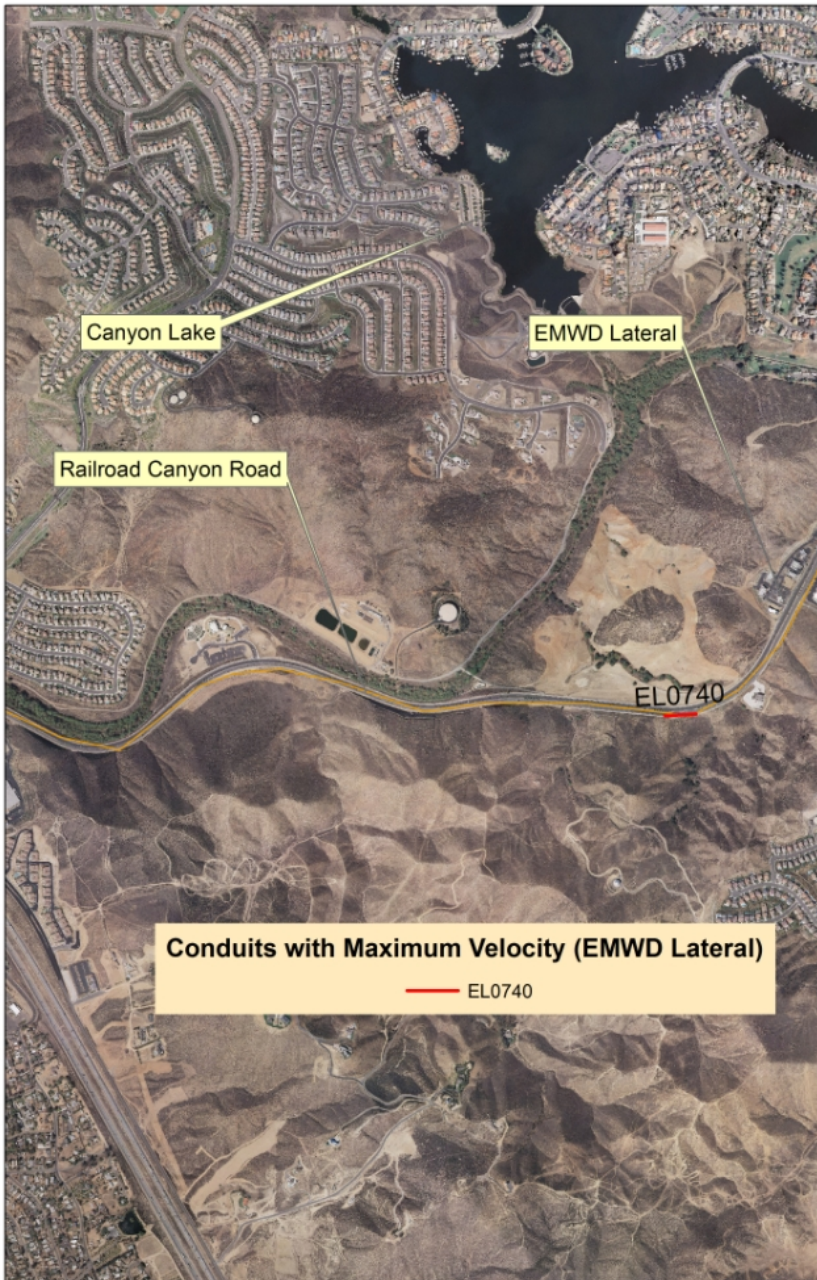 Canyon Lake
EMWD Lateral
Railroad Canyon Road
EL0740
Conduits with Maximum Velocity (EMWD Lateral)
EL0740